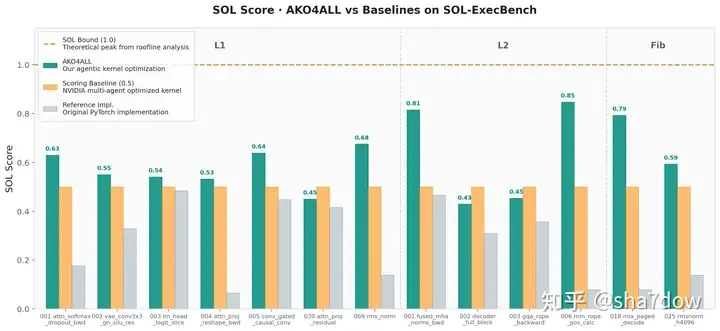 SOL Score · AKO4ALL vs Baselines on SOL-ExecBench
SOL Bound (1.0)
Theoretical peak from roofline analysis
AKO4ALL
Our agentic kernel optimization
Scoring Baseline (0.5)
NVIDIA multi-agent optimized kernel
Reference Impl.
Original PyTorch implementation
L1
L2
Fib
SOL Score
1.0
0.8
0.6
0.4
0.2
0.0
0.63
0.55
0.54
0.53
0.64
0.45
0.68
0.81
0.43
0.45
0.85
0.79
0.59
001 attn_softmax
_dropout_bwd
002 vae_conv3x3
_gn_silu_res
003 lm_head
_logit_slice
004 attn_proj
_reshape_bwd
005 conv_gated
_causal_conv
030 attn_proj
_residual
069 rms_norm
001 fused_mha
_norms_bwd
002 decoder
_full_block
003 gqa_rope
_backward
006 mm_rope
_pos_calc
018 mla_paged
_decode
025 rmsnorm
_h4096
知乎 @sha7dow